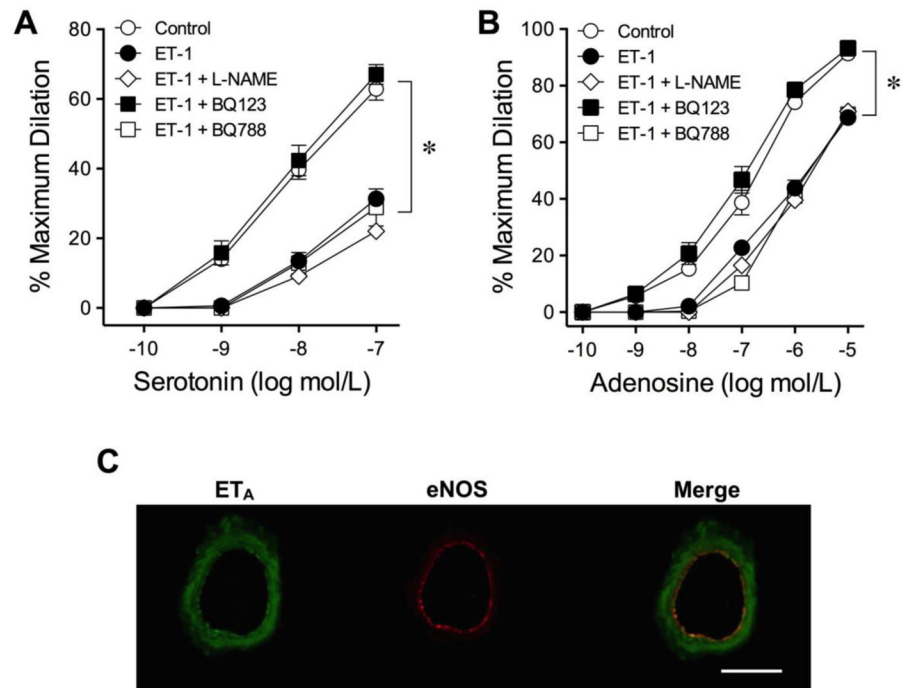 A
% Maximum Dilation
80
60
40
20
0
Control
ET-1
ET-1 + L-NAME
ET-1 + BQ123
ET-1 + BQ788
*
-10 -9 -8 -7
Serotonin (log mol/L)
B
% Maximum Dilation
100
80
60
40
20
0
Control
ET-1
ET-1 + L-NAME
ET-1 + BQ123
ET-1 + BQ788
*
-10 -9 -8 -7 -6 -5
Adenosine (log mol/L)
C
ETA eNOS Merge